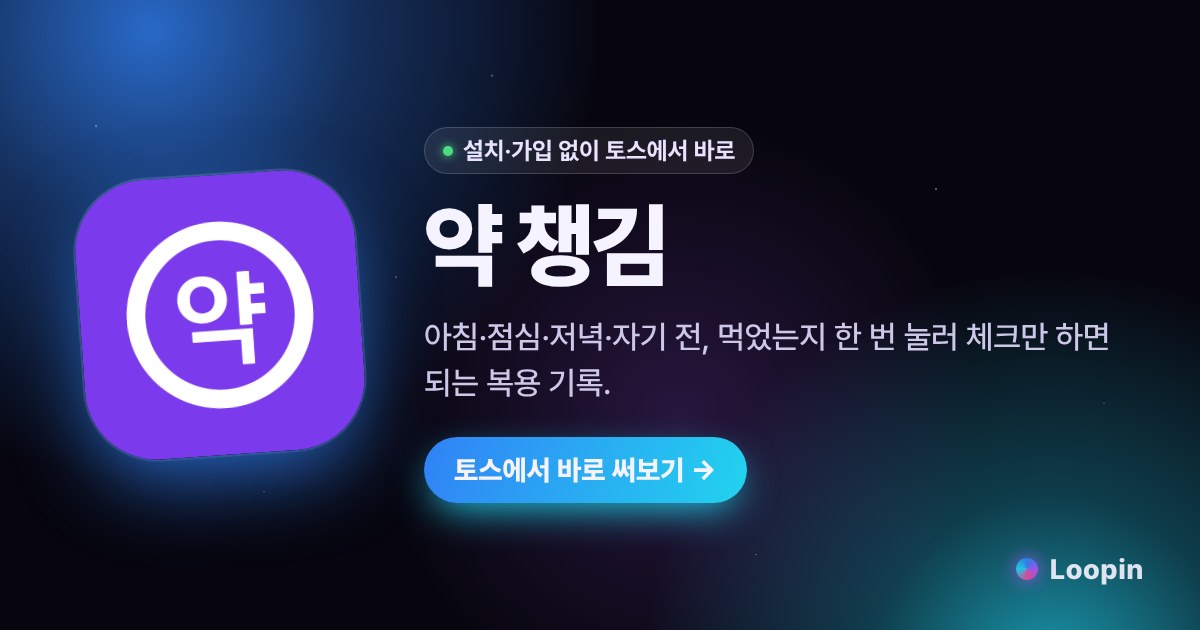 설치·가입 없이 토스에서 바로
약 챙김
약
아침·점심·저녁·자기 전, 먹었는지 한 번 눌러 체크만 하면
되는 복용 기록.
토스에서 바로 써보기 →
Loopin